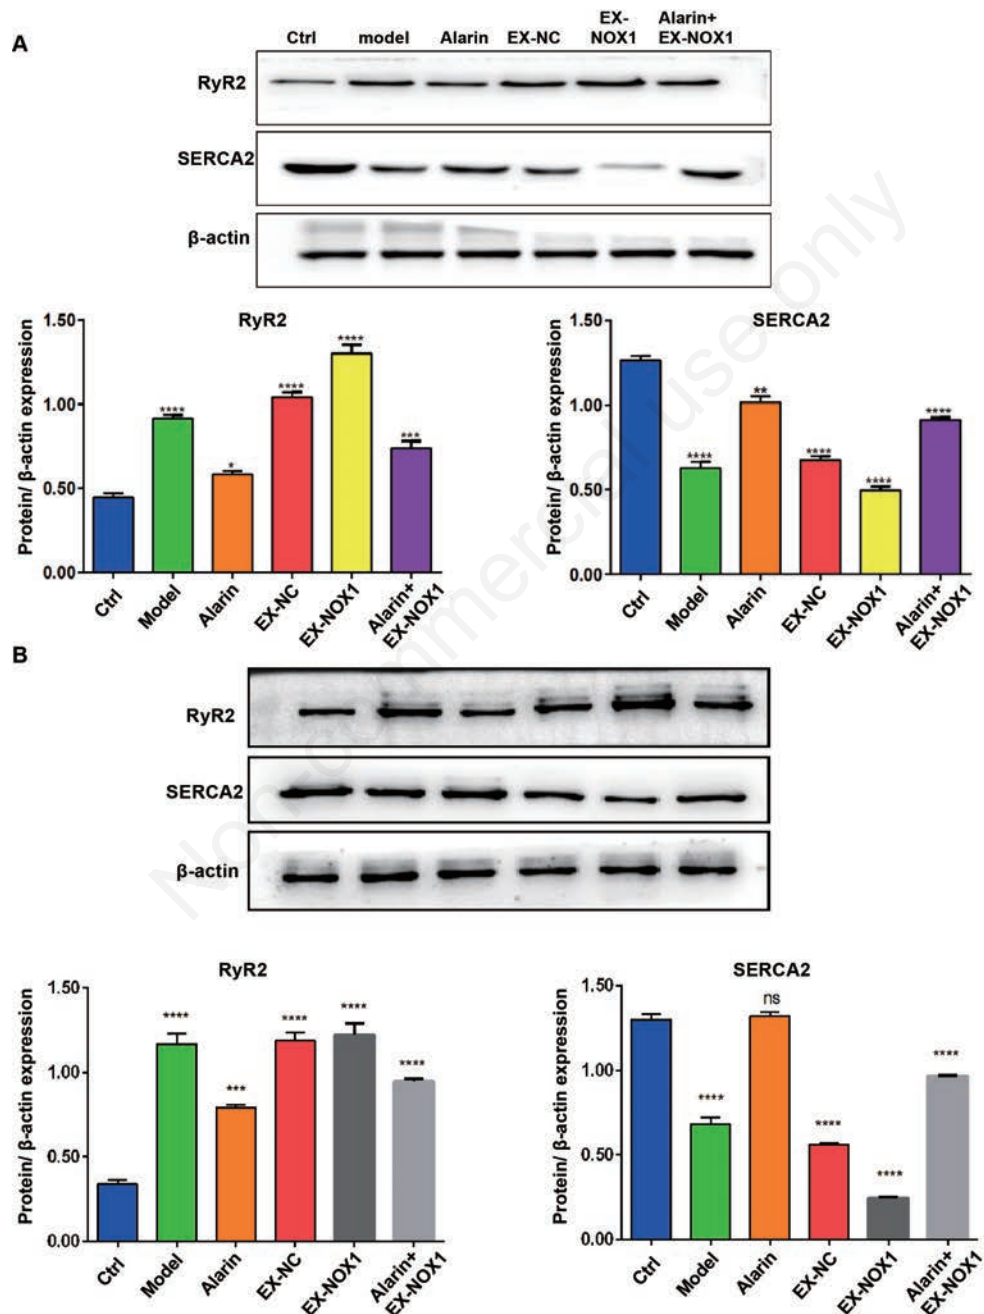 A
Ctrl model Alarin EX-NC EX-NOX1 Alarin+ EX-NOX1
RyR2
SERCA2
β-actin
RyR2
Protein/ β-actin expression
1.50
1.00
0.50
0.00
****
*
****
****
***
Ctrl
Model
Alarin
EX-NC
EX-NOX1
Alarin+
EX-NOX1
SERCA2
Protein/ β-actin expression
1.50
1.00
0.50
0.00
****
**
****
****
****
Ctrl
Model
Alarin
EX-NC
EX-NOX1
Alarin+
EX-NOX1
B
RyR2
SERCA2
β-actin
RyR2
Protein/ β-actin expression
1.50
1.00
0.50
0.00
****
***
****
****
****
Ctrl
Model
Alarin
EX-NC
EX-NOX1
Alarin+
EX-NOX1
SERCA2
Protein/ β-actin expression
1.50
1.00
0.50
0.00
****
ns
****
****
****
Ctrl
Model
Alarin
EX-NC
EX-NOX1
Alarin+
EX-NOX1
Non-commercial use only